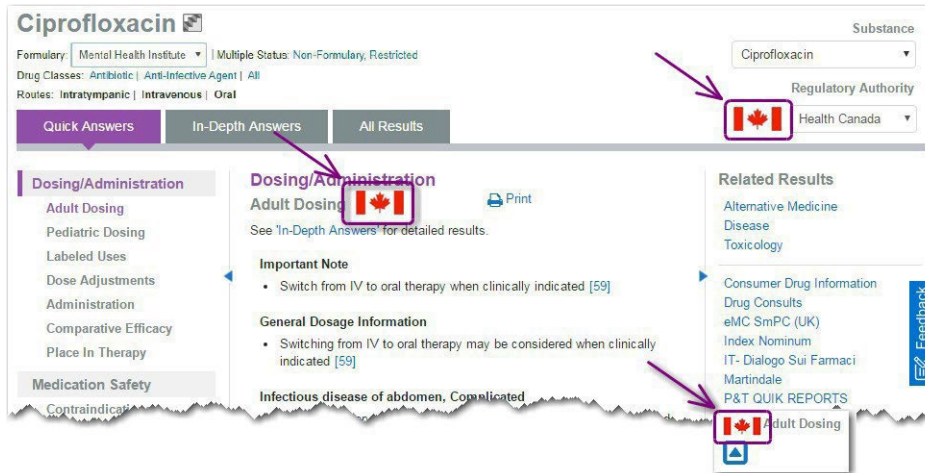 Ciprofloxacin
Substance
Formulary: Mental Health Institute | Multiple Status: Non-Formulary, Restricted
Ciprofloxacin
Drug Classes: Antibiotic | Anti-Infective Agent | All
Routes: Intratympanic | Intravenous | Oral
Regulatory Authority
Health Canada
Quick Answers
In-Depth Answers
All Results
Dosing/Administration
Adult Dosing
Pediatric Dosing
Labeled Uses
Dose Adjustments
Administration
Comparative Efficacy
Place In Therapy
Medication Safety
Dosing/Administration
Adult Dosing
Print
See 'In-Depth Answers' for detailed results.
Important Note
• Switch from IV to oral therapy when clinically indicated [59]
General Dosage Information
• Switching from IV to oral therapy may be considered when clinically
indicated [59]
Infectious disease of abdomen, Complicated
Related Results
Alternative Medicine
Disease
Toxicology
Consumer Drug Information
Drug Consults
eMC SmPC (UK)
Index Nominum
IT- Dialogo Sui Farmaci
Martindale
P&T QUIK REPORTS
Adult Dosing
Feedback